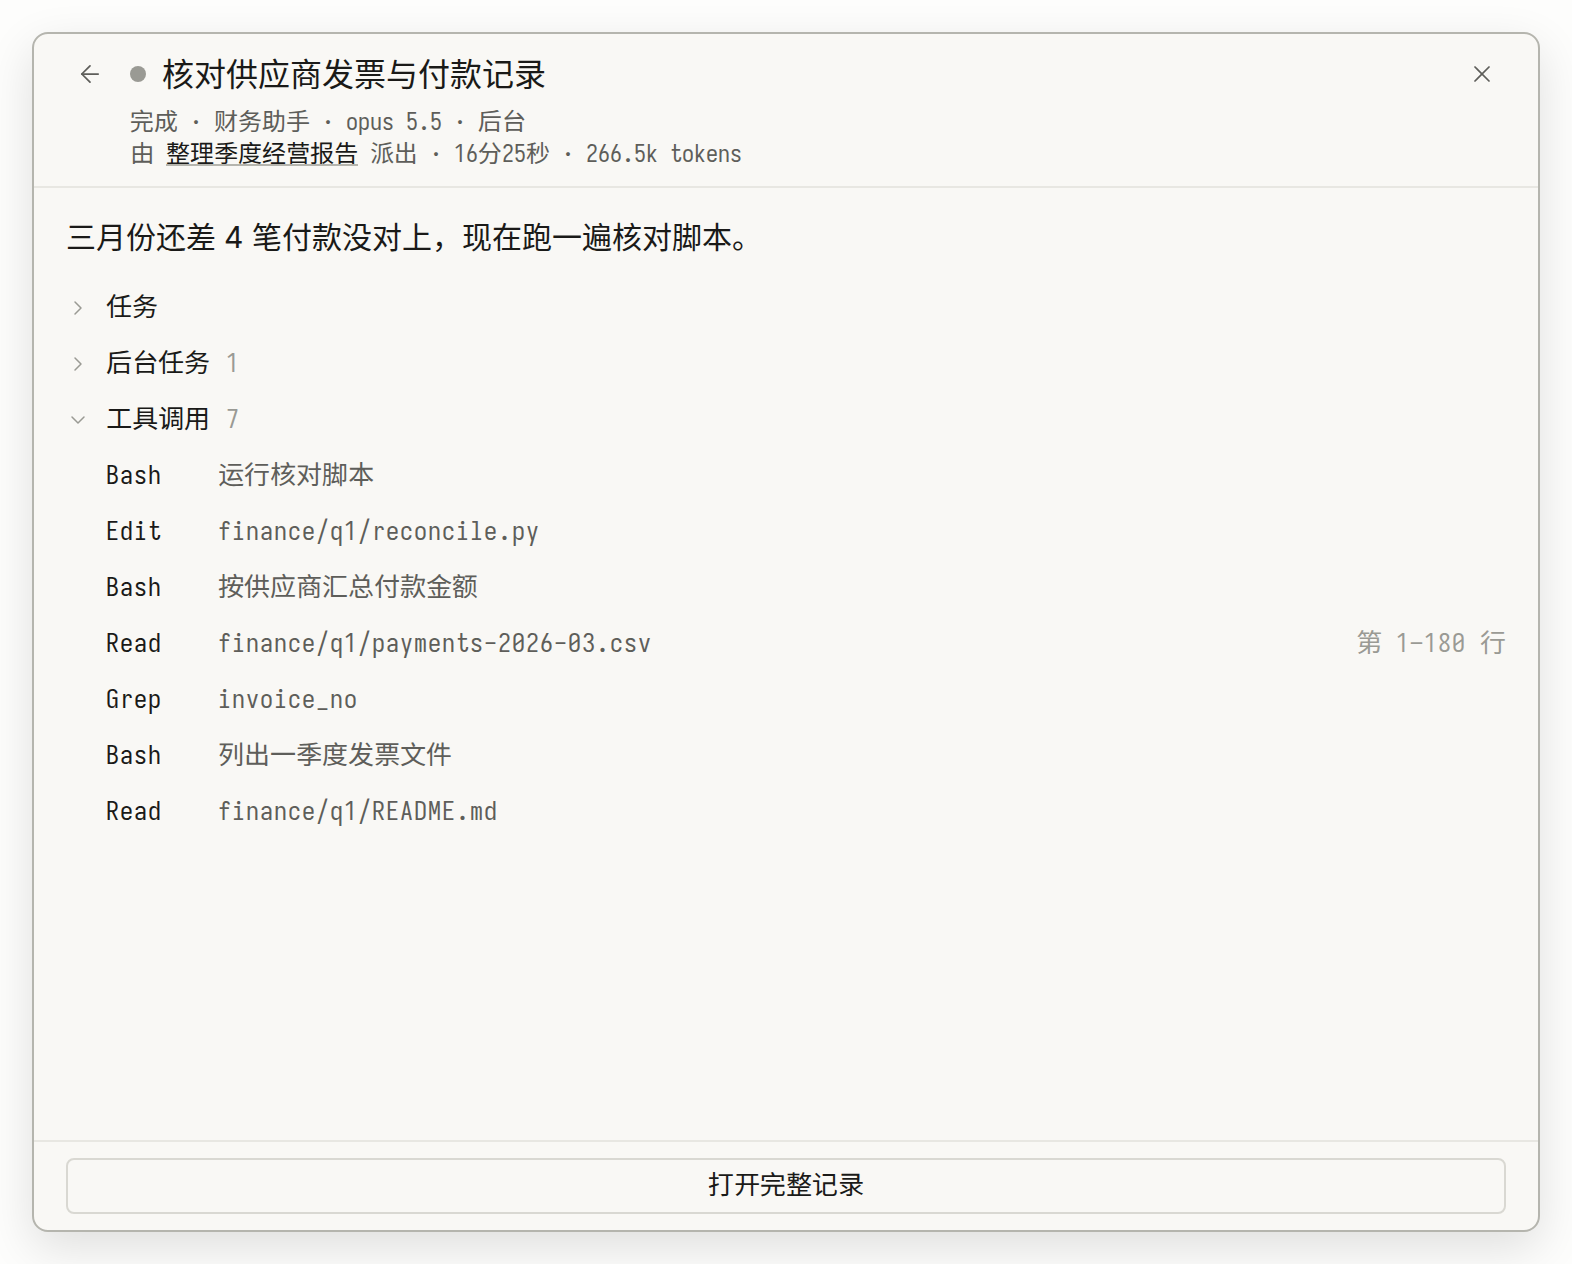 核对供应商发票与付款记录
完成 · 财务助手 · opus 5.5 · 后台
由 整理季度经营报告 派出 · 16分25秒 · 266.5k tokens
三月份还差 4 笔付款没对上，现在跑一遍核对脚本。
任务
后台任务 1
工具调用 7
Bash 运行核对脚本
Edit finance/q1/reconcile.py
Bash 按供应商汇总付款金额
Read finance/q1/payments-2026-03.csv 第 1–180 行
Grep invoice_no
Bash 列出一季度发票文件
Read finance/q1/README.md
打开完整记录